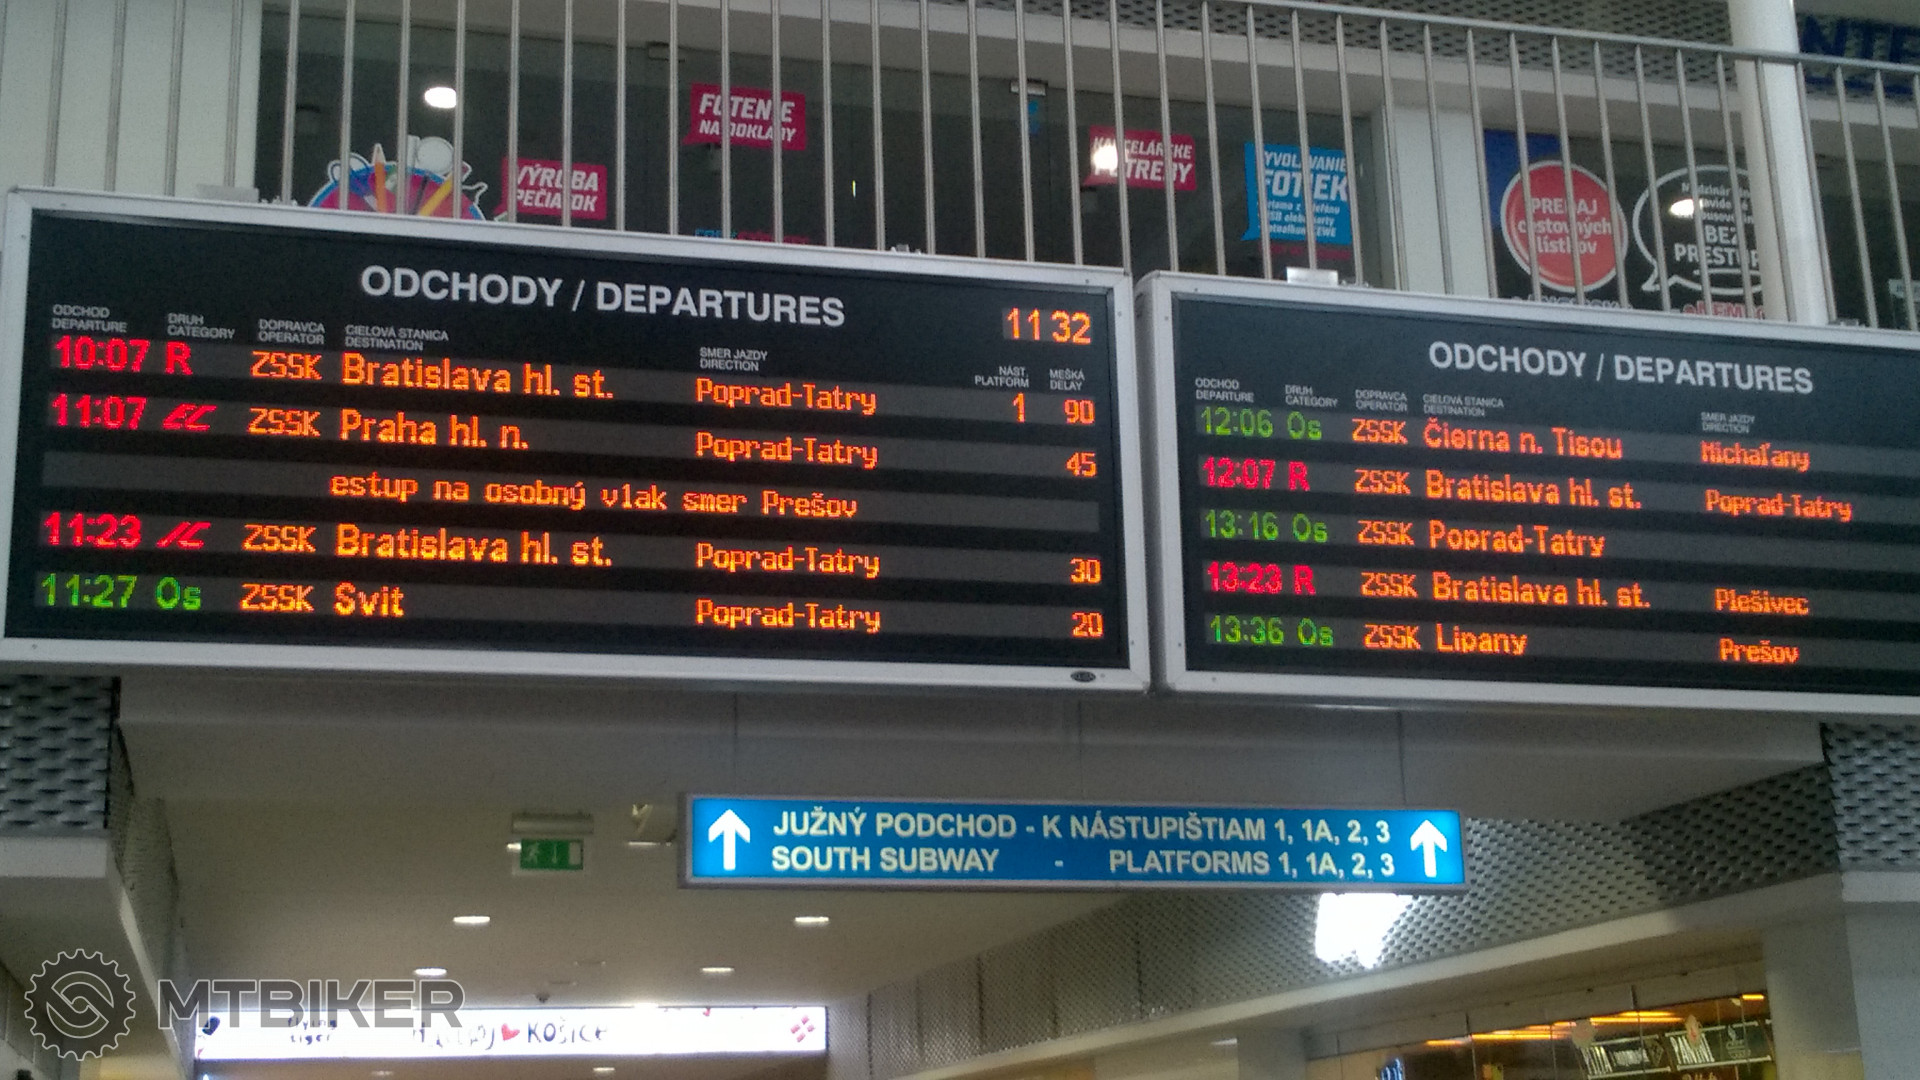 FOTENIE
NA DOKLADY
VÝROBA
PEČIATOK
KANCELÁRSKE
POTREBY
VYVOLÁVANIE
FOTIEK
PREDAJ
cestovných
lístkov
BEZ
ODCHODY / DEPARTURES
11 32
ODCHOD DRUH DOPRAVCA CIEĽOVÁ STANICA SMER JAZDY NÁST. MEŠKÁ
DEPARTURE CATEGORY OPERATOR DESTINATION DIRECTION PLATFORM DELAY
10:07 R ZSSK Bratislava hl. st. Poprad-Tatry 1 90
11:07 EC ZSSK Praha hl. n. Poprad-Tatry 45
estup na osobný vlak smer Prešov
11:23 IC ZSSK Bratislava hl. st. Poprad-Tatry 30
11:27 Os ZSSK Svit Poprad-Tatry 20
ODCHODY / DEPARTURES
ODCHOD DRUH DOPRAVCA CIEĽOVÁ STANICA SMER JAZDY
DEPARTURE CATEGORY OPERATOR DESTINATION DIRECTION
12:06 Os ZSSK Čierna n. Tisou Michaľany
12:07 R ZSSK Bratislava hl. st. Poprad-Tatry
13:16 Os ZSSK Poprad-Tatry
13:23 R ZSSK Bratislava hl. st. Plešivec
13:36 Os ZSSK Lipany Prešov
JUŽNÝ PODCHOD - K NÁSTUPIŠTIAM 1, 1A, 2, 3
SOUTH SUBWAY - PLATFORMS 1, 1A, 2, 3
MTBIKER
flying
tiger
KOŠICE
PANINI